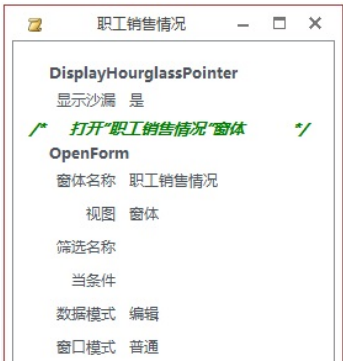 职工销售情况
DisplayHourglassPointer
显示沙漏 是
/* 打开"职工销售情况"窗体 */
OpenForm
窗体名称 职工销售情况
视图 窗体
筛选名称
当条件
数据模式 编辑
窗口模式 普通